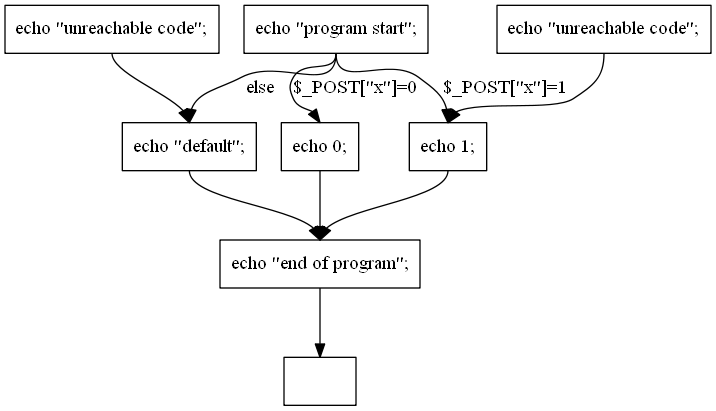 echo "unreachable code";
echo "program start";
echo "unreachable code";
else
$_POST["x"]=0
$_POST["x"]=1
echo "default";
echo 0;
echo 1;
echo "end of program";